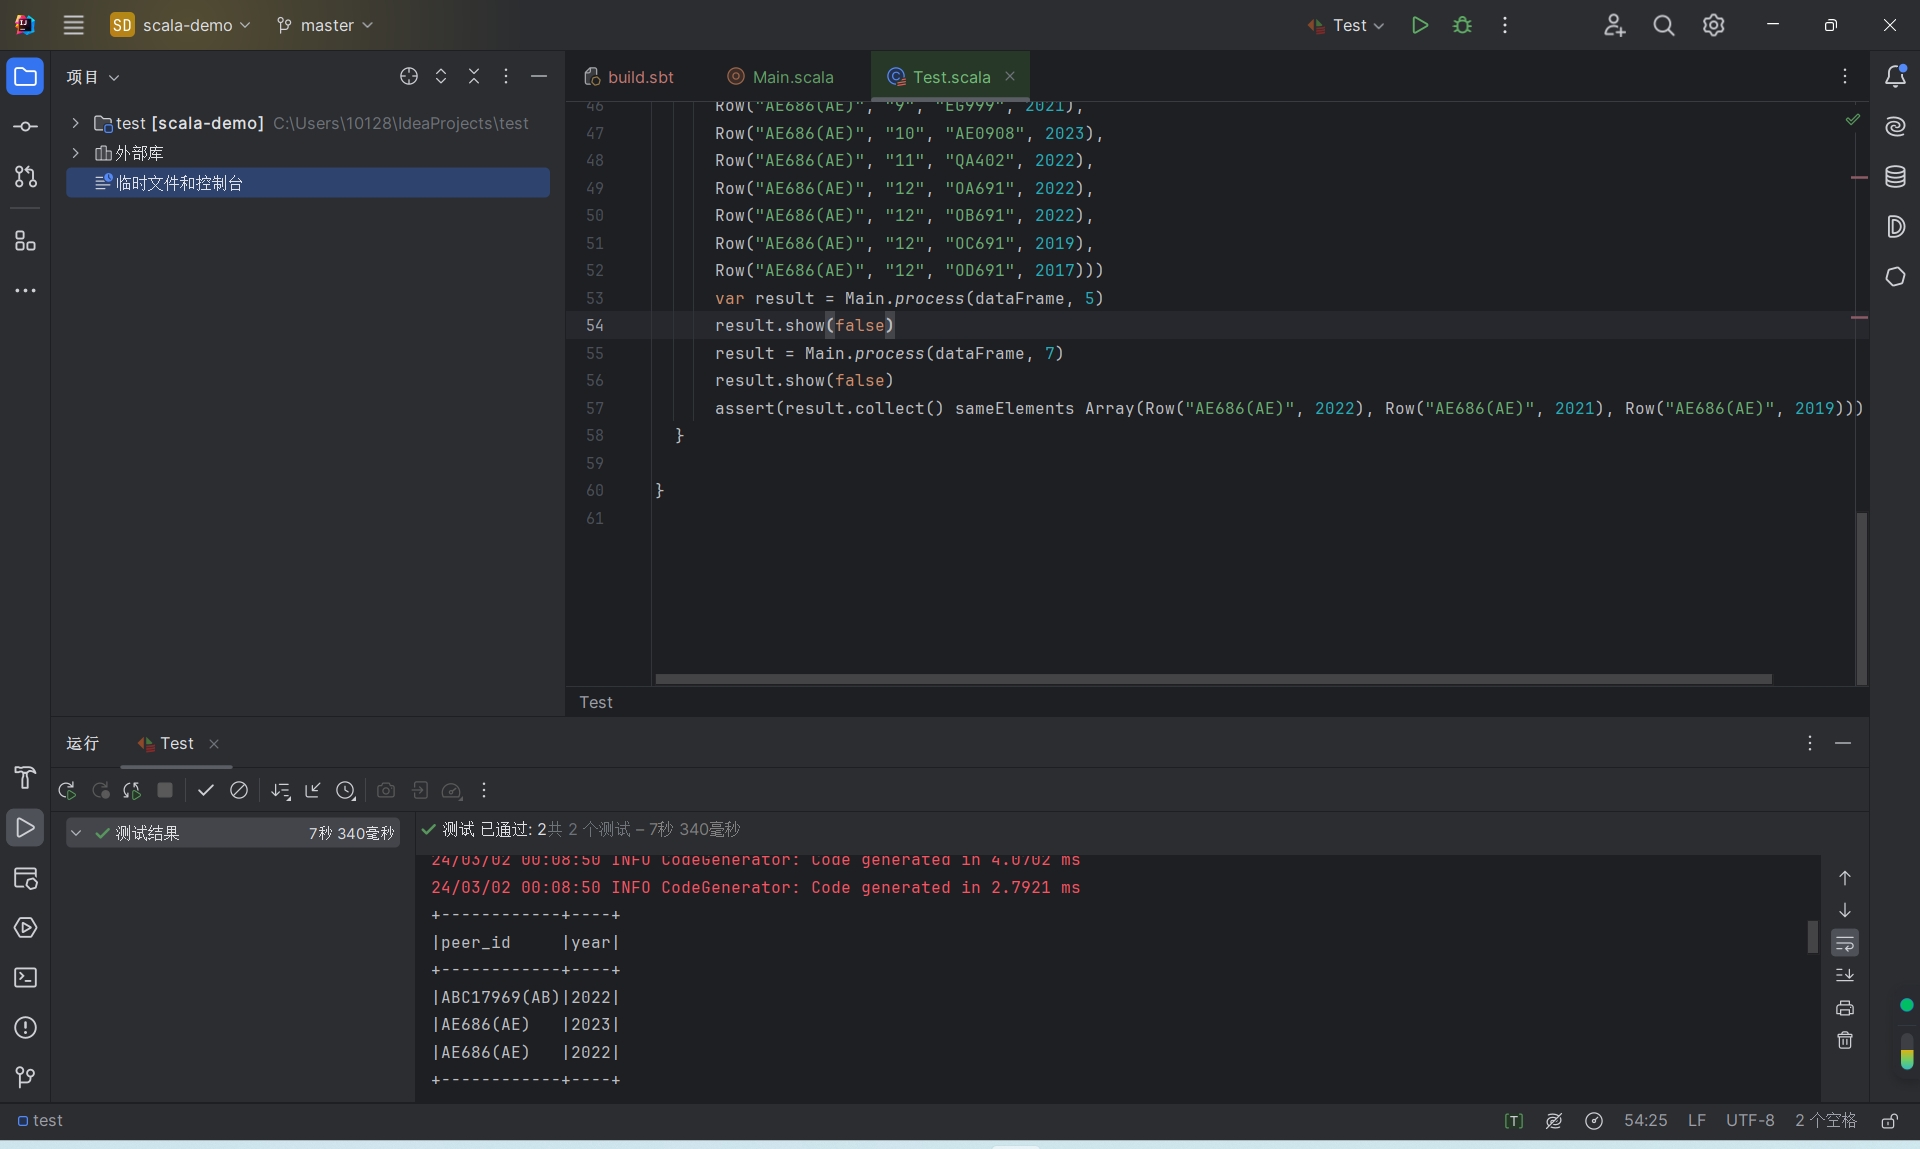 SD scala-demo master Test
项目
build.sbt Main.scala Test.scala
test [scala-demo] C:\Users\10128\IdeaProjects\test
外部库
临时文件和控制台
46 Row("AE686(AE)", "9", "EG999", 2021),
47 Row("AE686(AE)", "10", "AE0908", 2023),
48 Row("AE686(AE)", "11", "QA402", 2022),
49 Row("AE686(AE)", "12", "OA691", 2022),
50 Row("AE686(AE)", "12", "OB691", 2022),
51 Row("AE686(AE)", "12", "OC691", 2019),
52 Row("AE686(AE)", "12", "OD691", 2017)))
53 var result = Main.process(dataFrame, 5)
54 result.show(false)
55 result = Main.process(dataFrame, 7)
56 result.show(false)
57 assert(result.collect() sameElements Array(Row("AE686(AE)", 2022), Row("AE686(AE)", 2021), Row("AE686(AE)", 2019)))
58 }
59
60 }
61
Test
运行 Test
测试结果 7秒 340毫秒
测试 已通过: 2共 2 个测试 – 7秒 340毫秒
24/03/02 00:08:50 INFO CodeGenerator: Code generated in 4.0702 ms
24/03/02 00:08:50 INFO CodeGenerator: Code generated in 2.7921 ms
+------------+----+
|peer_id     |year|
+------------+----+
|ABC17969(AB)|2022|
|AE686(AE)   |2023|
|AE686(AE)   |2022|
+------------+----+
test [T] 54:25 LF UTF-8 2 个空格